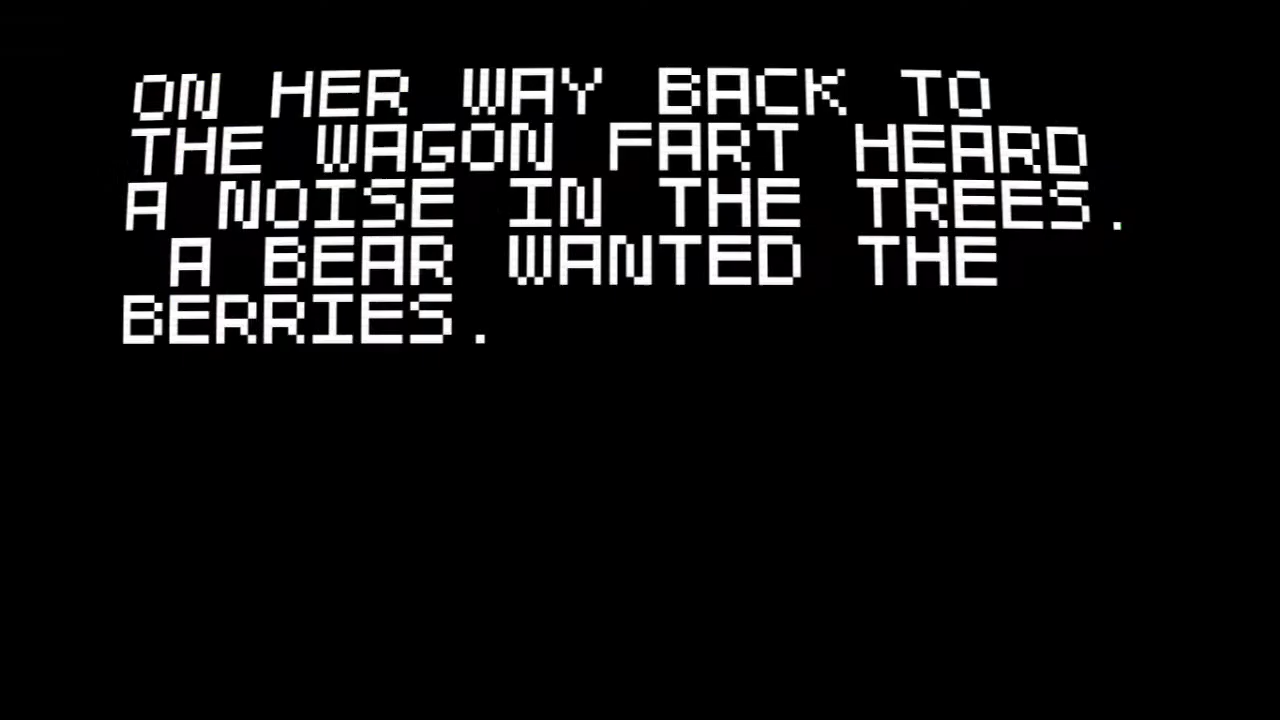 ON HER WAY BACK TO
THE WAGON FART HEARD
A NOISE IN THE TREES.
A BEAR WANTED THE
BERRIES.